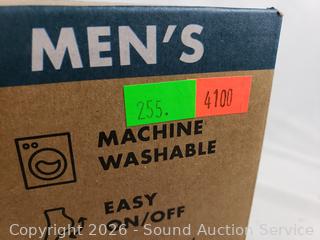 MEN'S
255. 4100
MACHINE
WASHABLE
EASY
ON/OFF
Copyright 2026 - Sound Auction Service